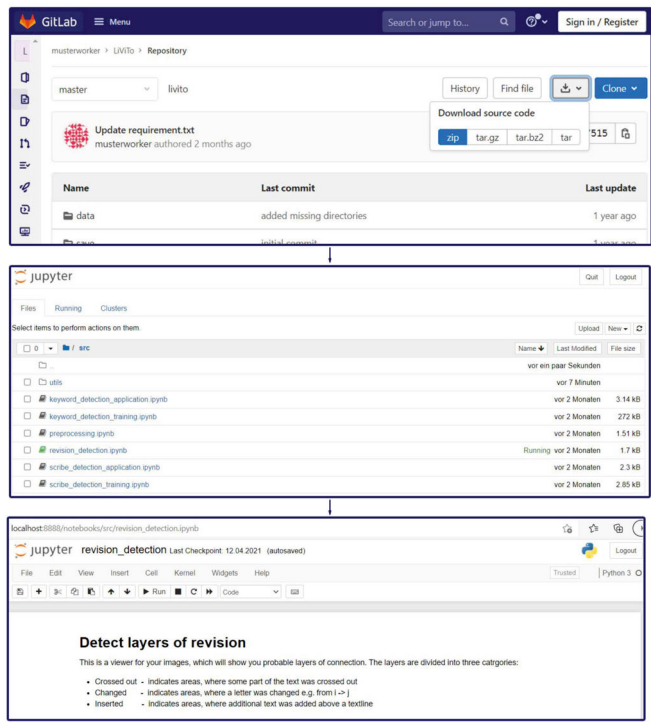 GitLab Menu Search or jump to... Sign in / Register
L musterworker > LiViTo > Repository
master livito History Find file Clone
Download source code
Update requirement.txt
musterworker authored 2 months ago
zip tar.gz tar.bz2 tar 515
Name Last commit Last update
data added missing directories 1 year ago
save initial commit 1 year ago
jupyter Quit Logout
Files Running Clusters
Select items to perform actions on them. Upload New
0 / src Name Last Modified File size
.. vor ein paar Sekunden
utils vor 7 Minuten
keyword_detection_application.ipynb vor 2 Monaten 3.14 kB
keyword_detection_training.ipynb vor 2 Monaten 272 kB
preprocessing.ipynb vor 2 Monaten 1.51 kB
revision_detection.ipynb Running vor 2 Monaten 1.7 kB
scribe_detection_application.ipynb vor 2 Monaten 2.3 kB
scribe_detection_training.ipynb vor 2 Monaten 2.85 kB
localhost:8888/notebooks/src/revision_detection.ipynb
jupyter revision_detection Last Checkpoint: 12.04.2021 (autosaved) Logout
File Edit View Insert Cell Kernel Widgets Help Trusted Python 3
Run Code
Detect layers of revision
This is a viewer for your images, which will show you probable layers of connection. The layers are divided into three catrgories:
• Crossed out - indicates areas, where some part of the text was crossed out
• Changed - indicates areas, where a letter was changed e.g. from i -> j
• Inserted - indicates areas, where additional text was added above a textline